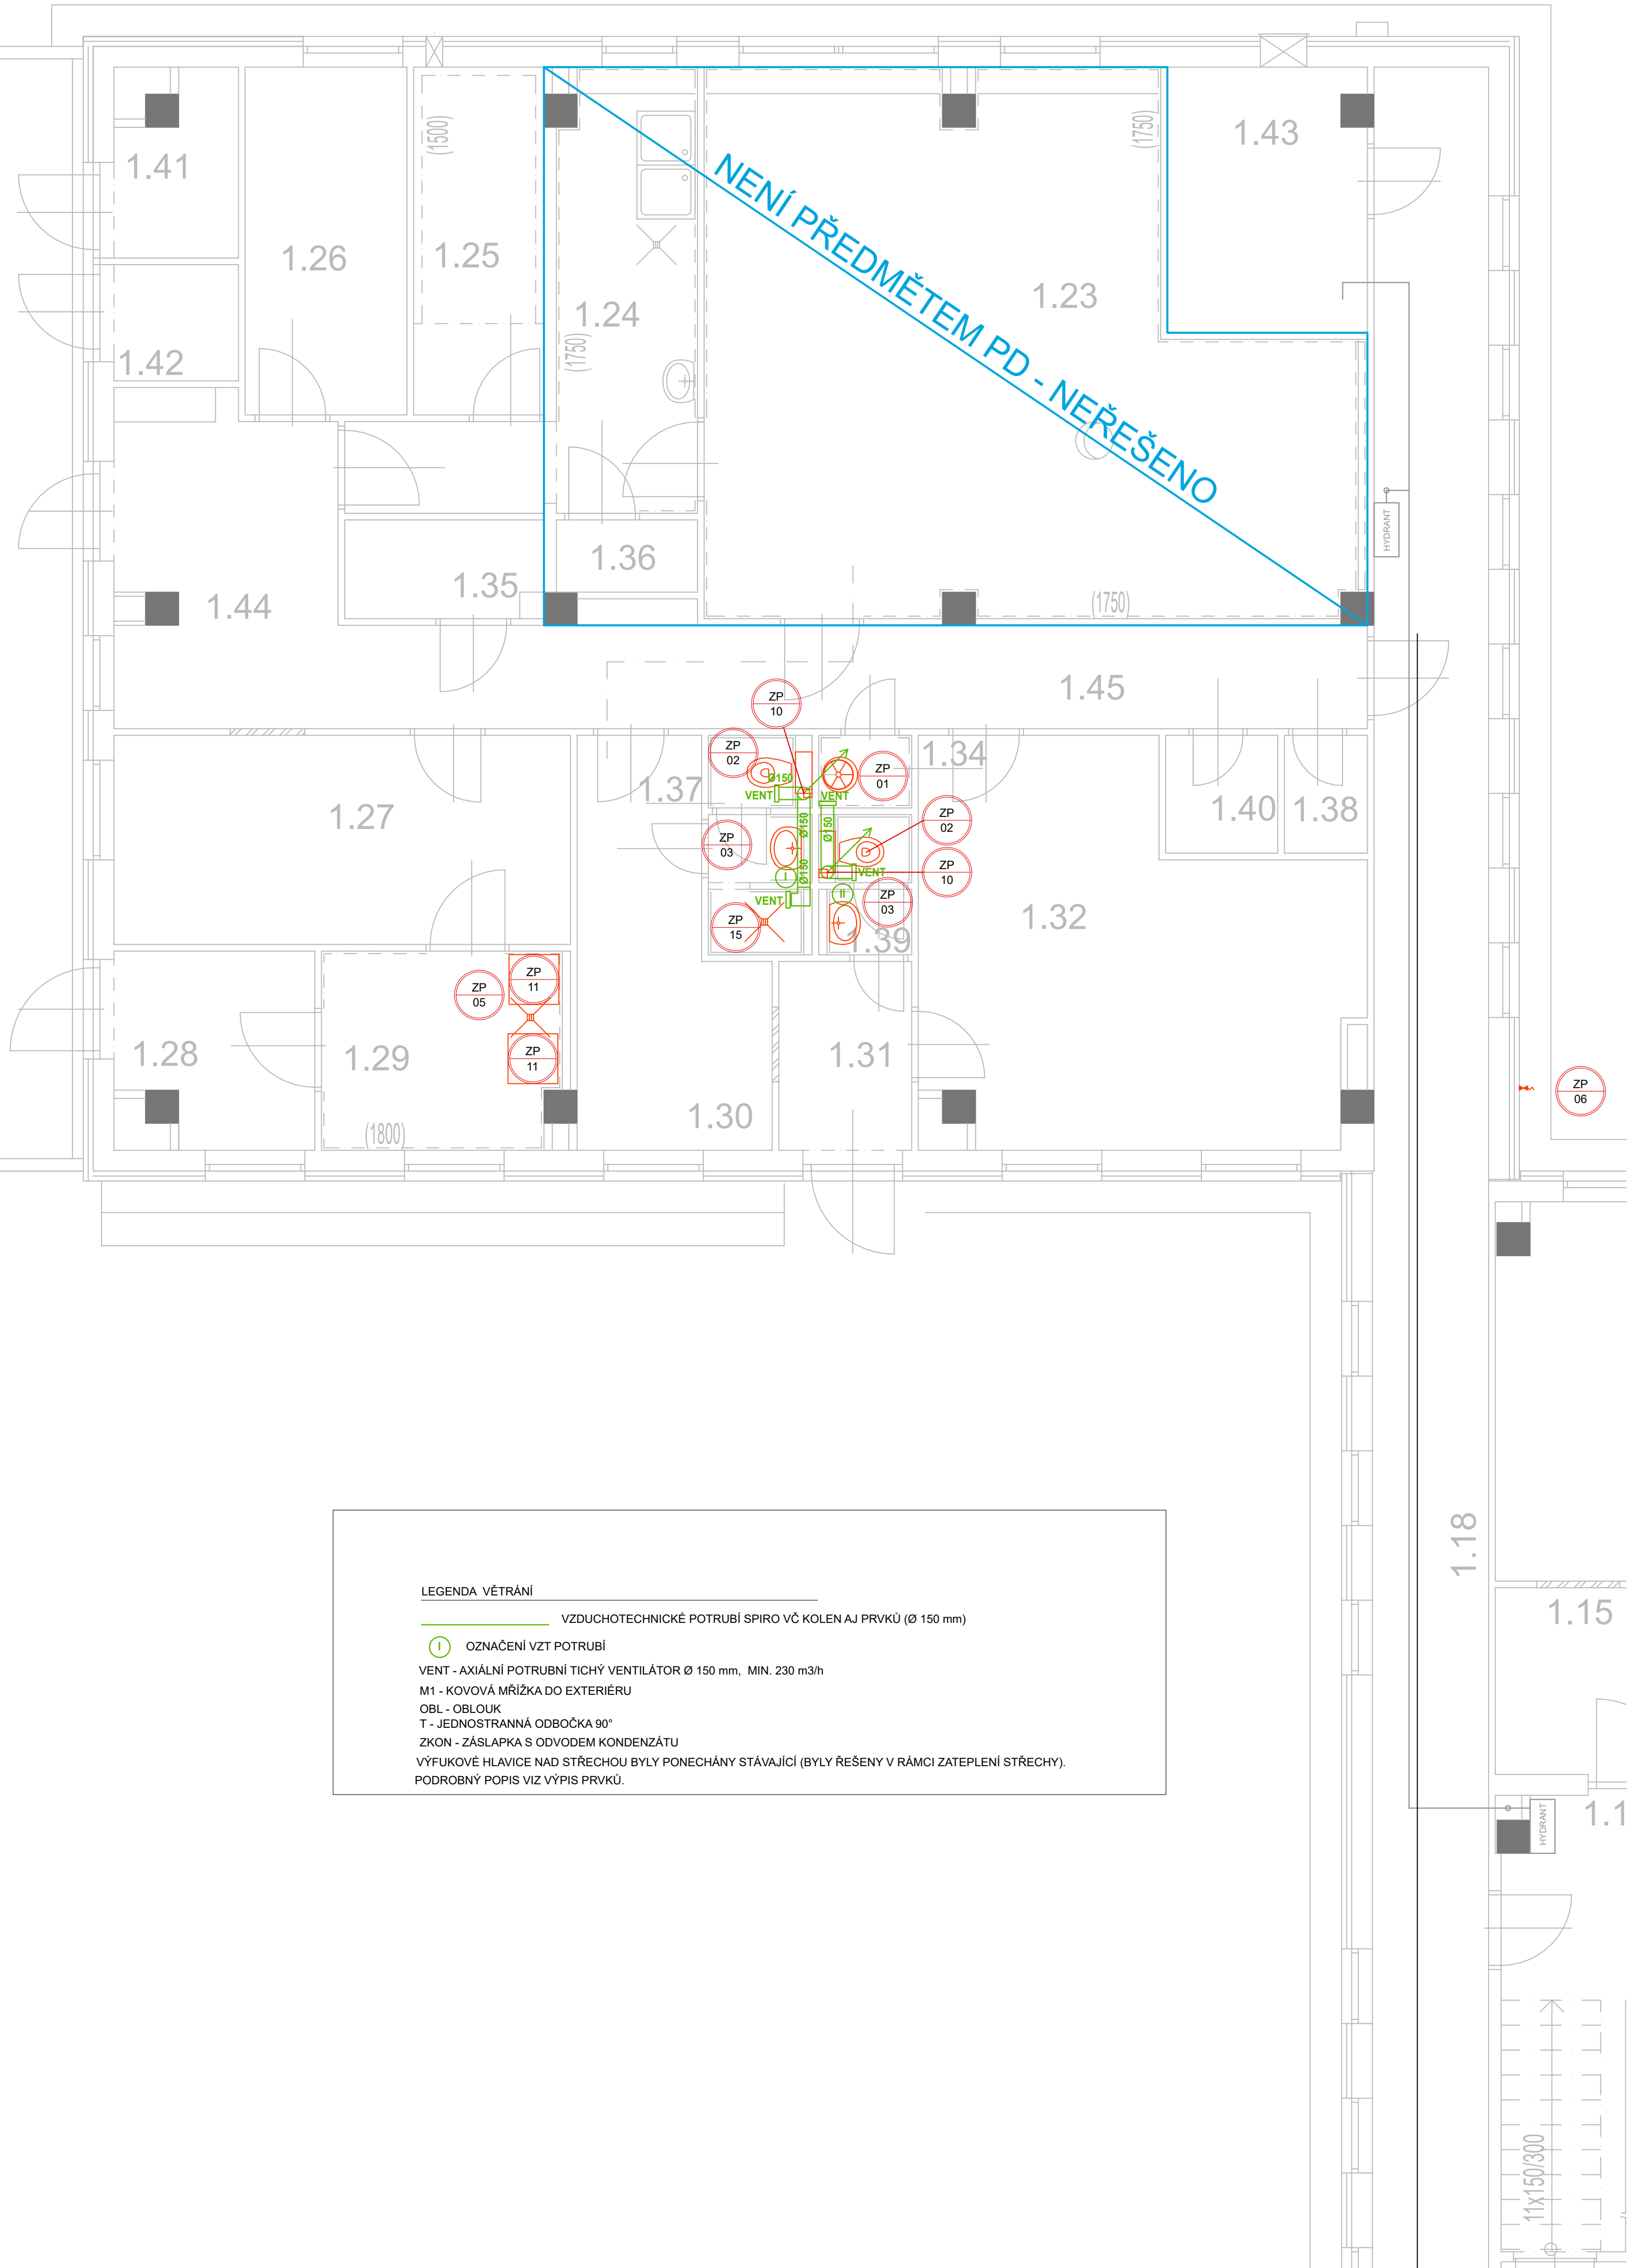 1.41
(1500)
(1750)
1.43
1.26
1.25
NENÍ PŘEDMĚTEM PD - NEŘEŠENO
1.23
1.24
(1750)
1.42
HYDRANT
1.36
1.35
1.44
(1750)
1.45
ZP
10
ZP
02
1.34
ZP
01
Ø150
VENT
VENT
1.37
1.27
1.40
1.38
Ø150
Ø150
ZP
02
ZP
03
ZP
10
Ø150
VENT
I
II
VENT
ZP
03
ZP
15
1.32
1.39
ZP
11
ZP
05
1.28
1.29
ZP
11
1.31
ZP
06
1.30
(1800)
1.18
LEGENDA VĚTRÁNÍ
VZDUCHOTECHNICKÉ POTRUBÍ SPIRO VČ KOLEN AJ PRVKŮ (Ø 150 mm)
I OZNAČENÍ VZT POTRUBÍ
VENT - AXIÁLNÍ POTRUBNÍ TICHÝ VENTILÁTOR Ø 150 mm, MIN. 230 m3/h
M1 - KOVOVÁ MŘÍŽKA DO EXTERIÉRU
OBL - OBLOUK
T - JEDNOSTRANNÁ ODBOČKA 90°
ZKON - ZÁSLAPKA S ODVODEM KONDENZÁTU
VÝFUKOVÉ HLAVICE NAD STŘECHOU BYLY PONECHÁNY STÁVAJÍCÍ (BYLY ŘEŠENY V RÁMCI ZATEPLENÍ STŘECHY).
PODROBNÝ POPIS VIZ VÝPIS PRVKŮ.
1.15
HYDRANT
11x150/300